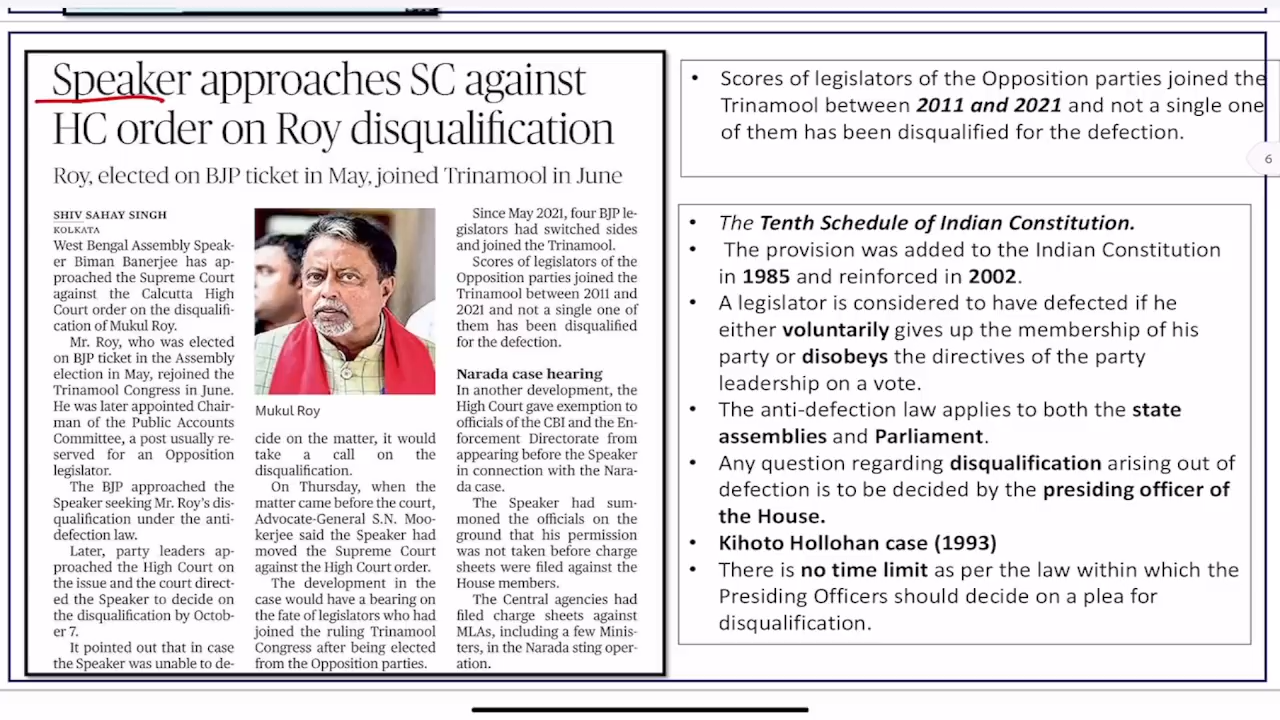 Speaker approaches SC against
HC order on Roy disqualification
Roy, elected on BJP ticket in May, joined Trinamool in June
SHIV SAHAY SINGH
KOLKATA
West Bengal Assembly Speak-
er Biman Banerjee has ap-
proached the Supreme Court
against the Calcutta High
Court order on the disqualifi-
cation of Mukul Roy.
Mr. Roy, who was elected
on BJP ticket in the Assembly
election in May, rejoined the
Trinamool Congress in June.
He was later appointed Chair-
man of the Public Accounts
Committee, a post usually re-
served for an Opposition
legislator.
The BJP approached the
Speaker seeking Mr. Roy's dis-
qualification under the anti-
defection law.
Later, party leaders ap-
proached the High Court on
the issue and the court direct-
ed the Speaker to decide on
the disqualification by Octob-
er 7.
It pointed out that in case
the Speaker was unable to de-
Mukul Roy
cide on the matter, it would
take a call on the
disqualification.
On Thursday, when the
matter came before the court,
Advocate-General S.N. Moo-
kerjee said the Speaker had
moved the Supreme Court
against the High Court order.
The development in the
case would have a bearing on
the fate of legislators who had
joined the ruling Trinamool
Congress after being elected
from the Opposition parties.
Since May 2021, four BJP le-
gislators had switched sides
and joined the Trinamool.
Scores of legislators of the
Opposition parties joined the
Trinamool between 2011 and
2021 and not a single one of
them has been disqualified
for the defection.
Narada case hearing
In another development, the
High Court gave exemption to
officials of the CBI and the En-
forcement Directorate from
appearing before the Speaker
in connection with the Nara-
da case.
The Speaker had sum-
moned the officials on the
ground that his permission
was not taken before charge
sheets were filed against the
House members.
The Central agencies had
filed charge sheets against
MLAs, including a few Minis-
ters, in the Narada sting oper-
ation.
• Scores of legislators of the Opposition parties joined the
Trinamool between 2011 and 2021 and not a single one
of them has been disqualified for the defection.
6
• The Tenth Schedule of Indian Constitution.
• The provision was added to the Indian Constitution
in 1985 and reinforced in 2002.
• A legislator is considered to have defected if he
either voluntarily gives up the membership of his
party or disobeys the directives of the party
leadership on a vote.
• The anti-defection law applies to both the state
assemblies and Parliament.
• Any question regarding disqualification arising out of
defection is to be decided by the presiding officer of
the House.
• Kihoto Hollohan case (1993)
• There is no time limit as per the law within which the
Presiding Officers should decide on a plea for
disqualification.